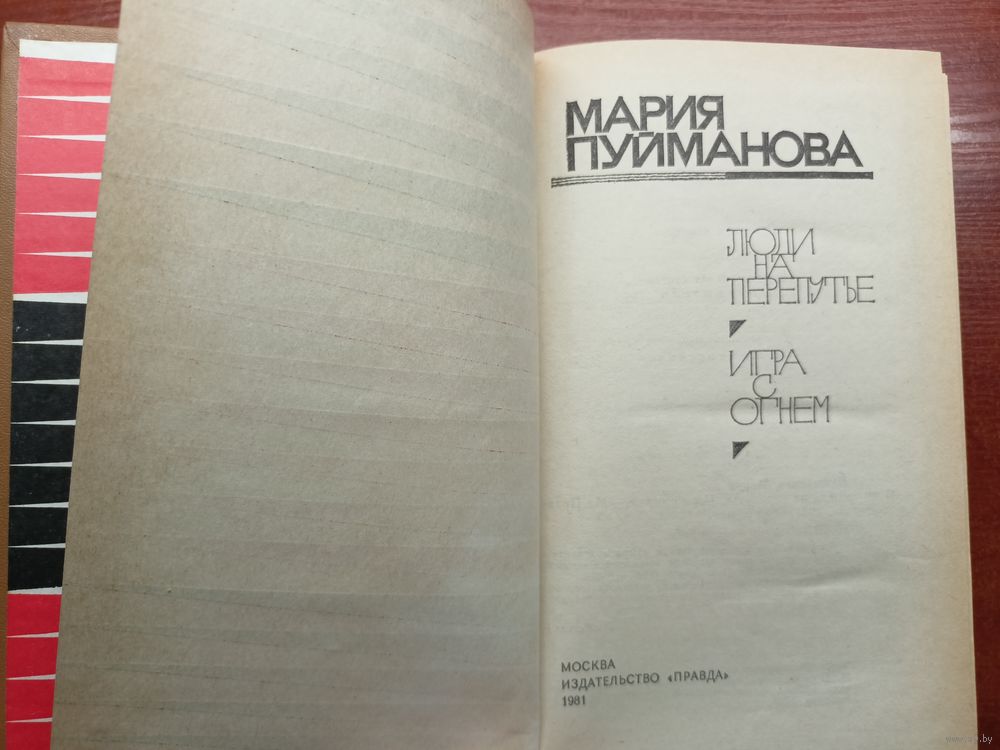 МАРИЯ
ПУЙМАНОВА
ЛЮДИ
НА
ПЕРЕПУТЬЕ
ИГРА
С
ОГНЕМ
МОСКВА
ИЗДАТЕЛЬСТВО «ПРАВДА»
1981